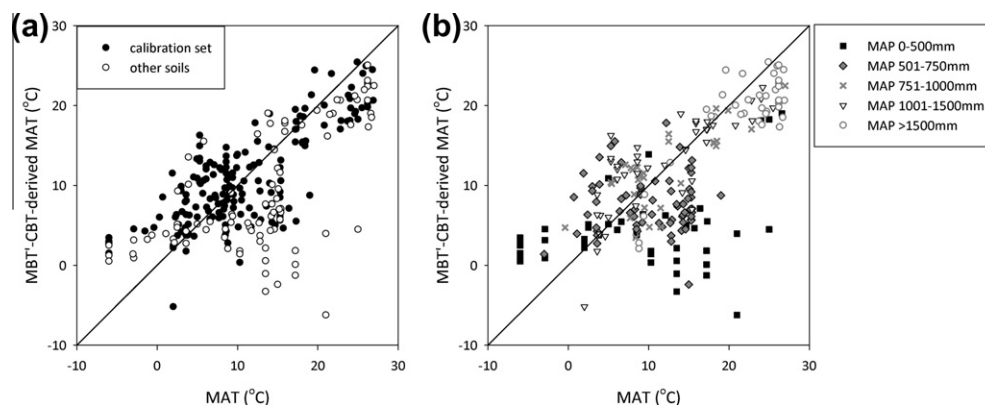 (a)
calibration set
other soils
MBT'-CBT-derived MAT (°C)
30
20
10
0
-10
-10 0 10 20 30
MAT (°C)
(b)
30
20
10
0
-10
-10 0 10 20 30
MAT (°C)
MBT'-CBT-derived MAT (°C)
MAP 0-500mm
MAP 501-750mm
MAP 751-1000mm
MAP 1001-1500mm
MAP >1500mm